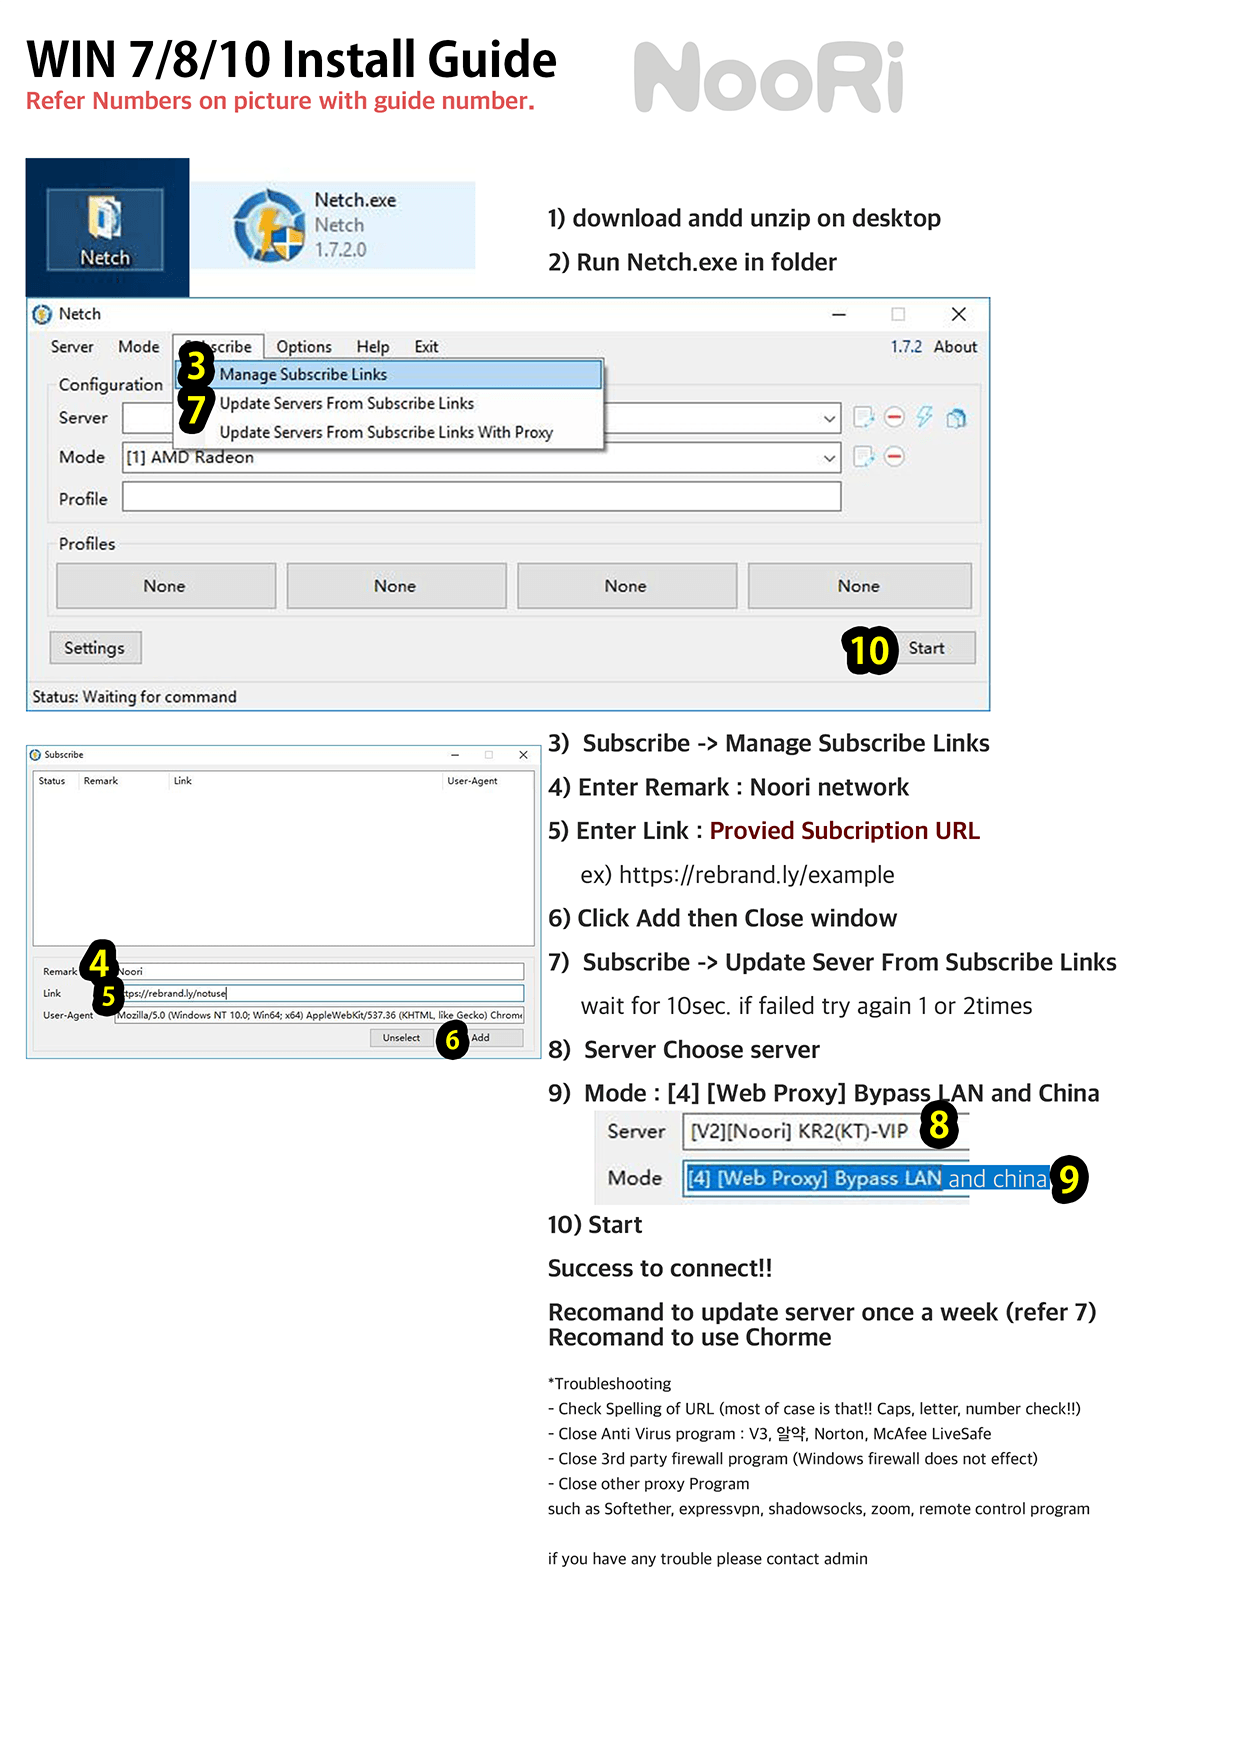 WIN 7/8/10 Install Guide
NooRi
Refer Numbers on picture with guide number.
Netch
Netch.exe
Netch
1.7.2.0
1) download andd unzip on desktop
2) Run Netch.exe in folder
Netch
Server Mode Subscribe Options Help Exit 1.7.2 About
3 Manage Subscribe Links
Configuration
7 Update Servers From Subscribe Links
Server
Update Servers From Subscribe Links With Proxy
Mode [1] AMD Radeon
Profile
Profiles
None None None None
Settings 10 Start
Status: Waiting for command
Subscribe
Status Remark Link User-Agent
Remark 4 Noori
Link 5 ttps://rebrand.ly/notuse
User-Agent Mozilla/5.0 (Windows NT 10.0; Win64; x64) AppleWebKit/537.36 (KHTML, like Gecko) Chrome
Unselect 6 Add
3) Subscribe -> Manage Subscribe Links
4) Enter Remark : Noori network
5) Enter Link : Provied Subcription URL
ex) https://rebrand.ly/example
6) Click Add then Close window
7) Subscribe -> Update Sever From Subscribe Links
wait for 10sec. if failed try again 1 or 2times
8) Server Choose server
9) Mode : [4] [Web Proxy] Bypass LAN and China
Server [V2][Noori] KR2(KT)-VIP 8
Mode [4] [Web Proxy] Bypass LAN and china 9
10) Start
Success to connect!!
Recomand to update server once a week (refer 7)
Recomand to use Chorme
*Troubleshooting
- Check Spelling of URL (most of case is that!! Caps, letter, number check!!)
- Close Anti Virus program : V3, 알약, Norton, McAfee LiveSafe
- Close 3rd party firewall program (Windows firewall does not effect)
- Close other proxy Program
such as Softether, expressvpn, shadowsocks, zoom, remote control program
if you have any trouble please contact admin